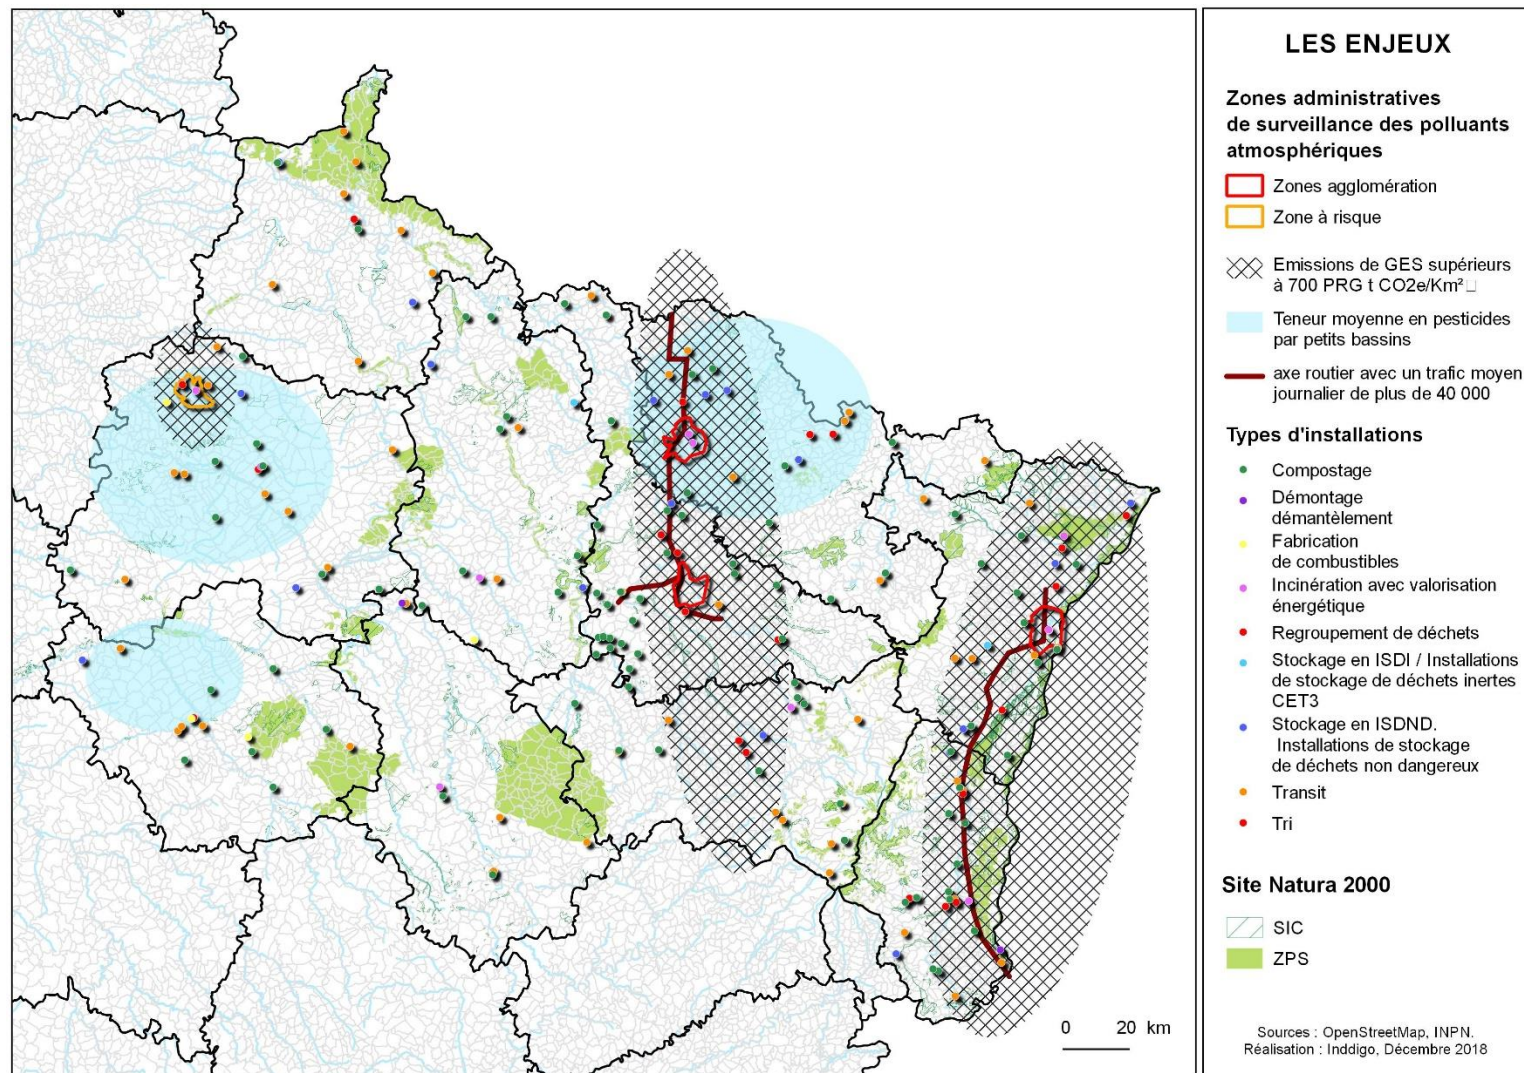 LES ENJEUX
Zones administratives
de surveillance des polluants
atmosphériques
Zones agglomération
Zone à risque
Emissions de GES supérieurs
à 700 PRG t CO2e/Km²
Teneur moyenne en pesticides
par petits bassins
axe routier avec un trafic moyen
journalier de plus de 40 000
Types d'installations
Compostage
Démontage
démantèlement
Fabrication
de combustibles
Incinération avec valorisation
énergétique
Regroupement de déchets
Stockage en ISDI / Installations
de stockage de déchets inertes
CET3
Stockage en ISDND.
Installations de stockage
de déchets non dangereux
Transit
Tri
Site Natura 2000
SIC
ZPS
0 20 km
Sources : OpenStreetMap, INPN.
Réalisation : Inddigo, Décembre 2018